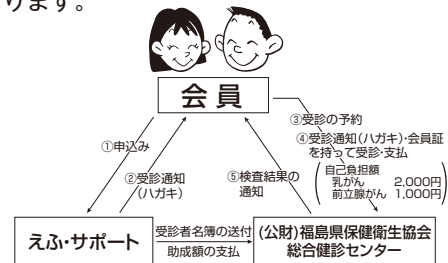 ります。
会 員
①申込み
②受診通知
（ハガキ）
③受診の予約
④受診通知（ハガキ）・会員証
を持って受診・支払
自己負担額
乳がん 2,000円
前立腺がん 1,000円
⑤検査結果の
通知
えふ・サポート
受診者名簿の送付
助成額の支払
(公財)福島県保健衛生協会
総合健診センター